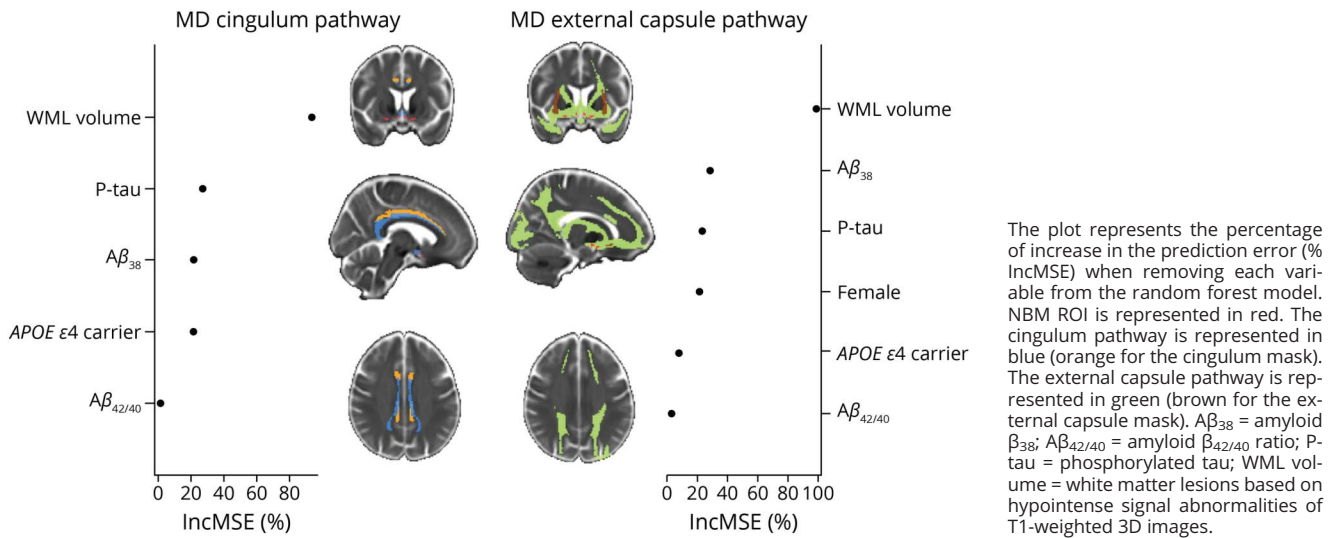 MD cingulum pathway
WML volume
P-tau
Aβ38
APOE ε4 carrier
Aβ42/40
0 20 40 60 80
IncMSE (%)
MD external capsule pathway
WML volume
Aβ38
P-tau
Female
APOE ε4 carrier
Aβ42/40
0 20 40 60 80 100
IncMSE (%)
The plot represents the percentage
of increase in the prediction error (%
IncMSE) when removing each vari-
able from the random forest model.
NBM ROI is represented in red. The
cingulum pathway is represented in
blue (orange for the cingulum mask).
The external capsule pathway is rep-
resented in green (brown for the ex-
ternal capsule mask). Aβ38 = amyloid
β38; Aβ42/40 = amyloid β42/40 ratio; P-
tau = phosphorylated tau; WML vol-
ume = white matter lesions based on
hypointense signal abnormalities of
T1-weighted 3D images.